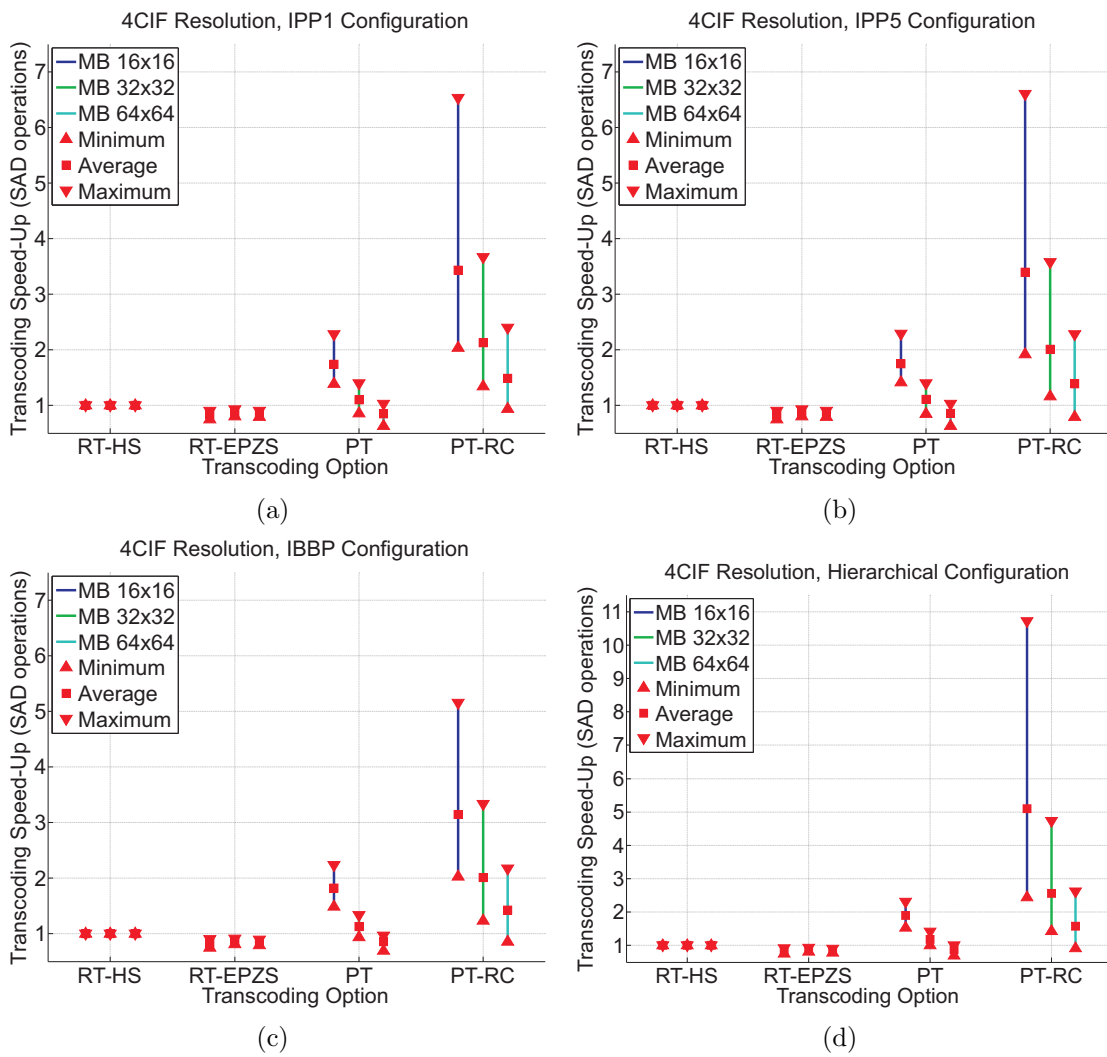 4CIF Resolution, IPP1 Configuration
Transcoding Speed-Up (SAD operations)
7
6
5
4
3
2
1
MB 16x16
MB 32x32
MB 64x64
Minimum
Average
Maximum
RT-HS RT-EPZS PT PT-RC
Transcoding Option
(a)
4CIF Resolution, IPP5 Configuration
Transcoding Speed-Up (SAD operations)
7
6
5
4
3
2
1
MB 16x16
MB 32x32
MB 64x64
Minimum
Average
Maximum
RT-HS RT-EPZS PT PT-RC
Transcoding Option
(b)
4CIF Resolution, IBBP Configuration
Transcoding Speed-Up (SAD operations)
7
6
5
4
3
2
1
MB 16x16
MB 32x32
MB 64x64
Minimum
Average
Maximum
RT-HS RT-EPZS PT PT-RC
Transcoding Option
(c)
4CIF Resolution, Hierarchical Configuration
Transcoding Speed-Up (SAD operations)
11
10
9
8
7
6
5
4
3
2
1
MB 16x16
MB 32x32
MB 64x64
Minimum
Average
Maximum
RT-HS RT-EPZS PT PT-RC
Transcoding Option
(d)